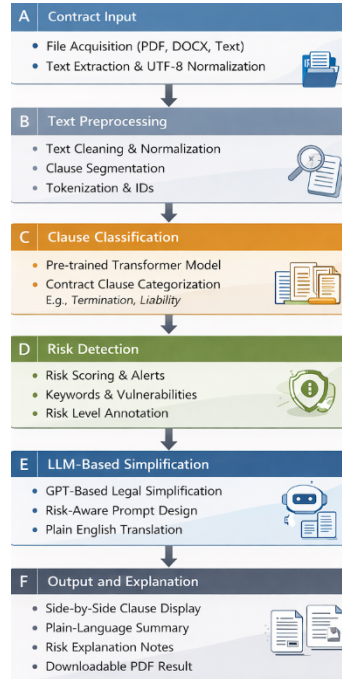 A Contract Input
• File Acquisition (PDF, DOCX, Text)
• Text Extraction & UTF-8 Normalization
B Text Preprocessing
• Text Cleaning & Normalization
• Clause Segmentation
• Tokenization & IDs
C Clause Classification
• Pre-trained Transformer Model
• Contract Clause Categorization
E.g., Termination, Liability
D Risk Detection
• Risk Scoring & Alerts
• Keywords & Vulnerabilities
• Risk Level Annotation
E LLM-Based Simplification
• GPT-Based Legal Simplification
• Risk-Aware Prompt Design
• Plain English Translation
F Output and Explanation
• Side-by-Side Clause Display
• Plain-Language Summary
• Risk Explanation Notes
• Downloadable PDF Result